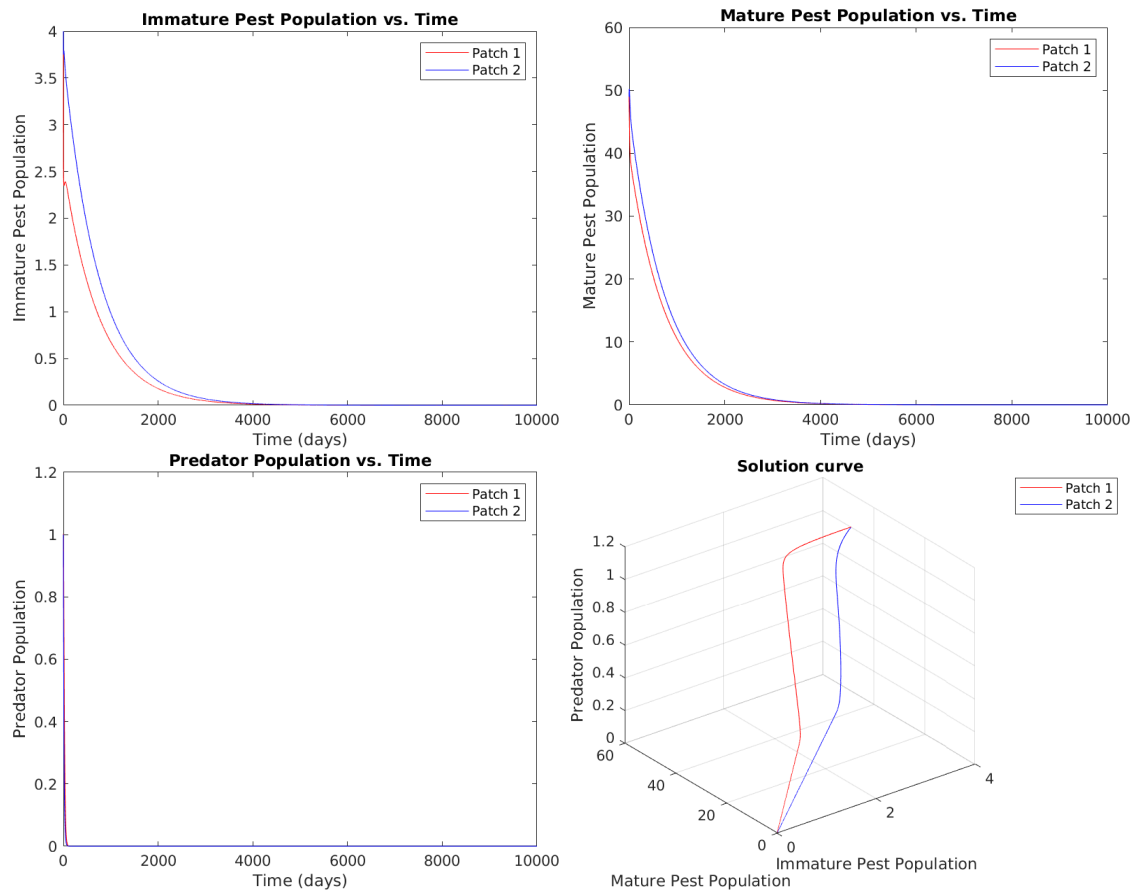 Immature Pest Population vs. Time
Immature Pest Population
4
3.5
3
2.5
2
1.5
1
0.5
0
0 2000 4000 6000 8000 10000
Time (days)
Patch 1
Patch 2
Mature Pest Population vs. Time
Mature Pest Population
60
50
40
30
20
10
0
0 2000 4000 6000 8000 10000
Time (days)
Patch 1
Patch 2
Predator Population vs. Time
Predator Population
1.2
1
0.8
0.6
0.4
0.2
0
0 2000 4000 6000 8000 10000
Time (days)
Patch 1
Patch 2
Solution curve
Predator Population
1.2
1
0.8
0.6
0.4
0.2
0
60
40
20
0
0
2
4
Immature Pest Population
Mature Pest Population
Patch 1
Patch 2